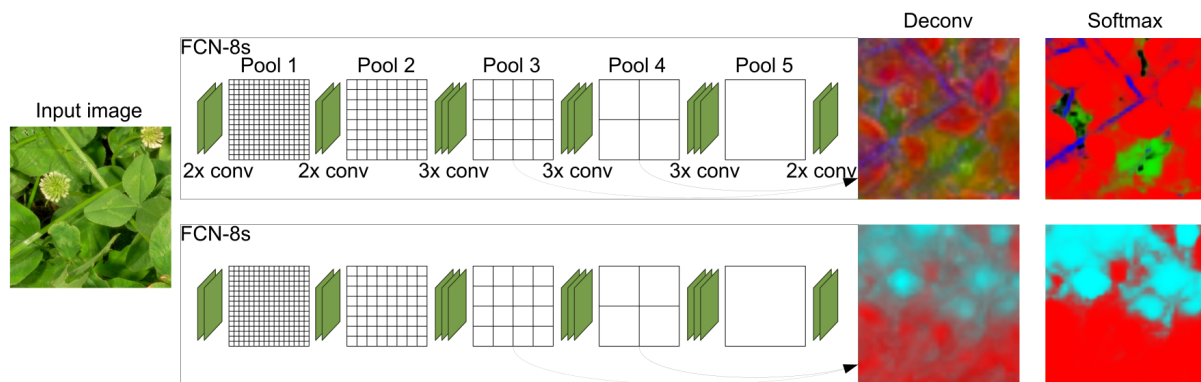 Deconv Softmax
FCN-8s
Pool 1 Pool 2 Pool 3 Pool 4 Pool 5
Input image
2x conv 2x conv 3x conv 3x conv 3x conv 2x conv
FCN-8s